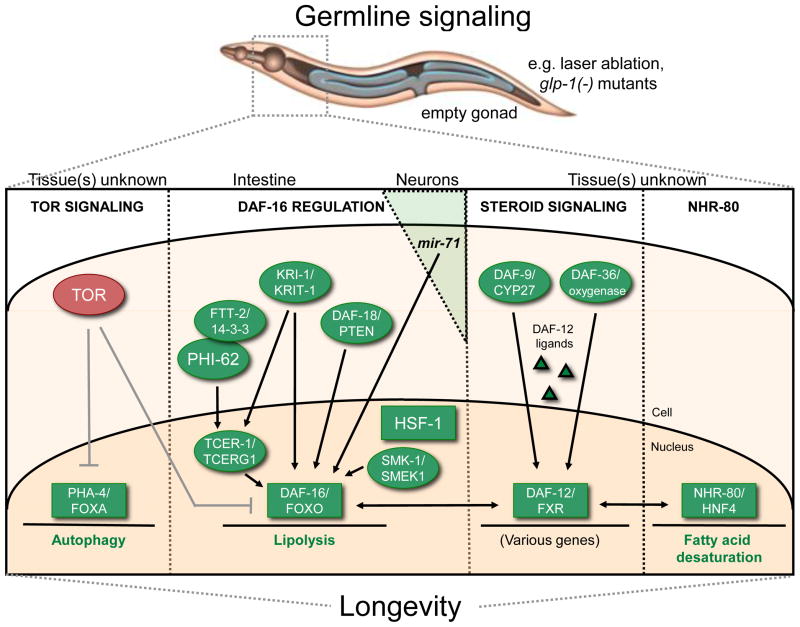 Germline signaling
e.g. laser ablation,
glp-1(-) mutants
empty gonad
Tissue(s) unknown
Intestine
Neurons
Tissue(s) unknown
TOR SIGNALING
DAF-16 REGULATION
STEROID SIGNALING
NHR-80
mir-71
TOR
KRI-1/
KRIT-1
FTT-2/
14-3-3
PHI-62
DAF-18/
PTEN
DAF-9/
CYP27
DAF-36/
oxygenase
DAF-12
ligands
HSF-1
Cell
Nucleus
TCER-1/
TCERG1
SMK-1/
SMEK1
PHA-4/
FOXA
DAF-16/
FOXO
DAF-12/
FXR
NHR-80/
HNF4
Autophagy
Lipolysis
(Various genes)
Fatty acid
desaturation
Longevity